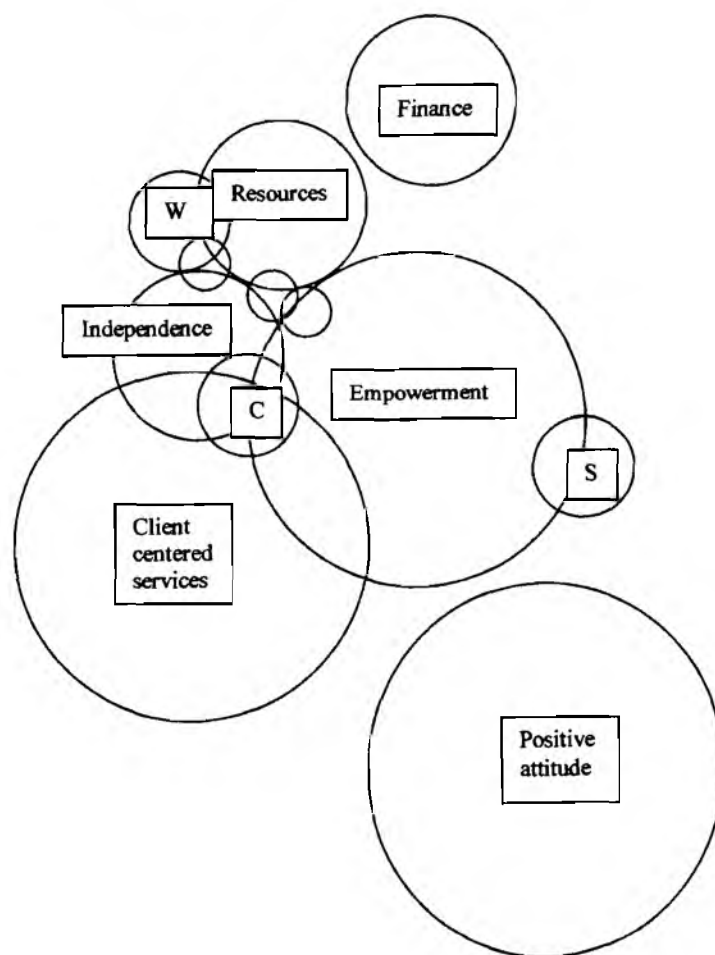 Finance
W
Resources
Independence
Empowerment
C
S
Client
centered
services
Positive
attitude